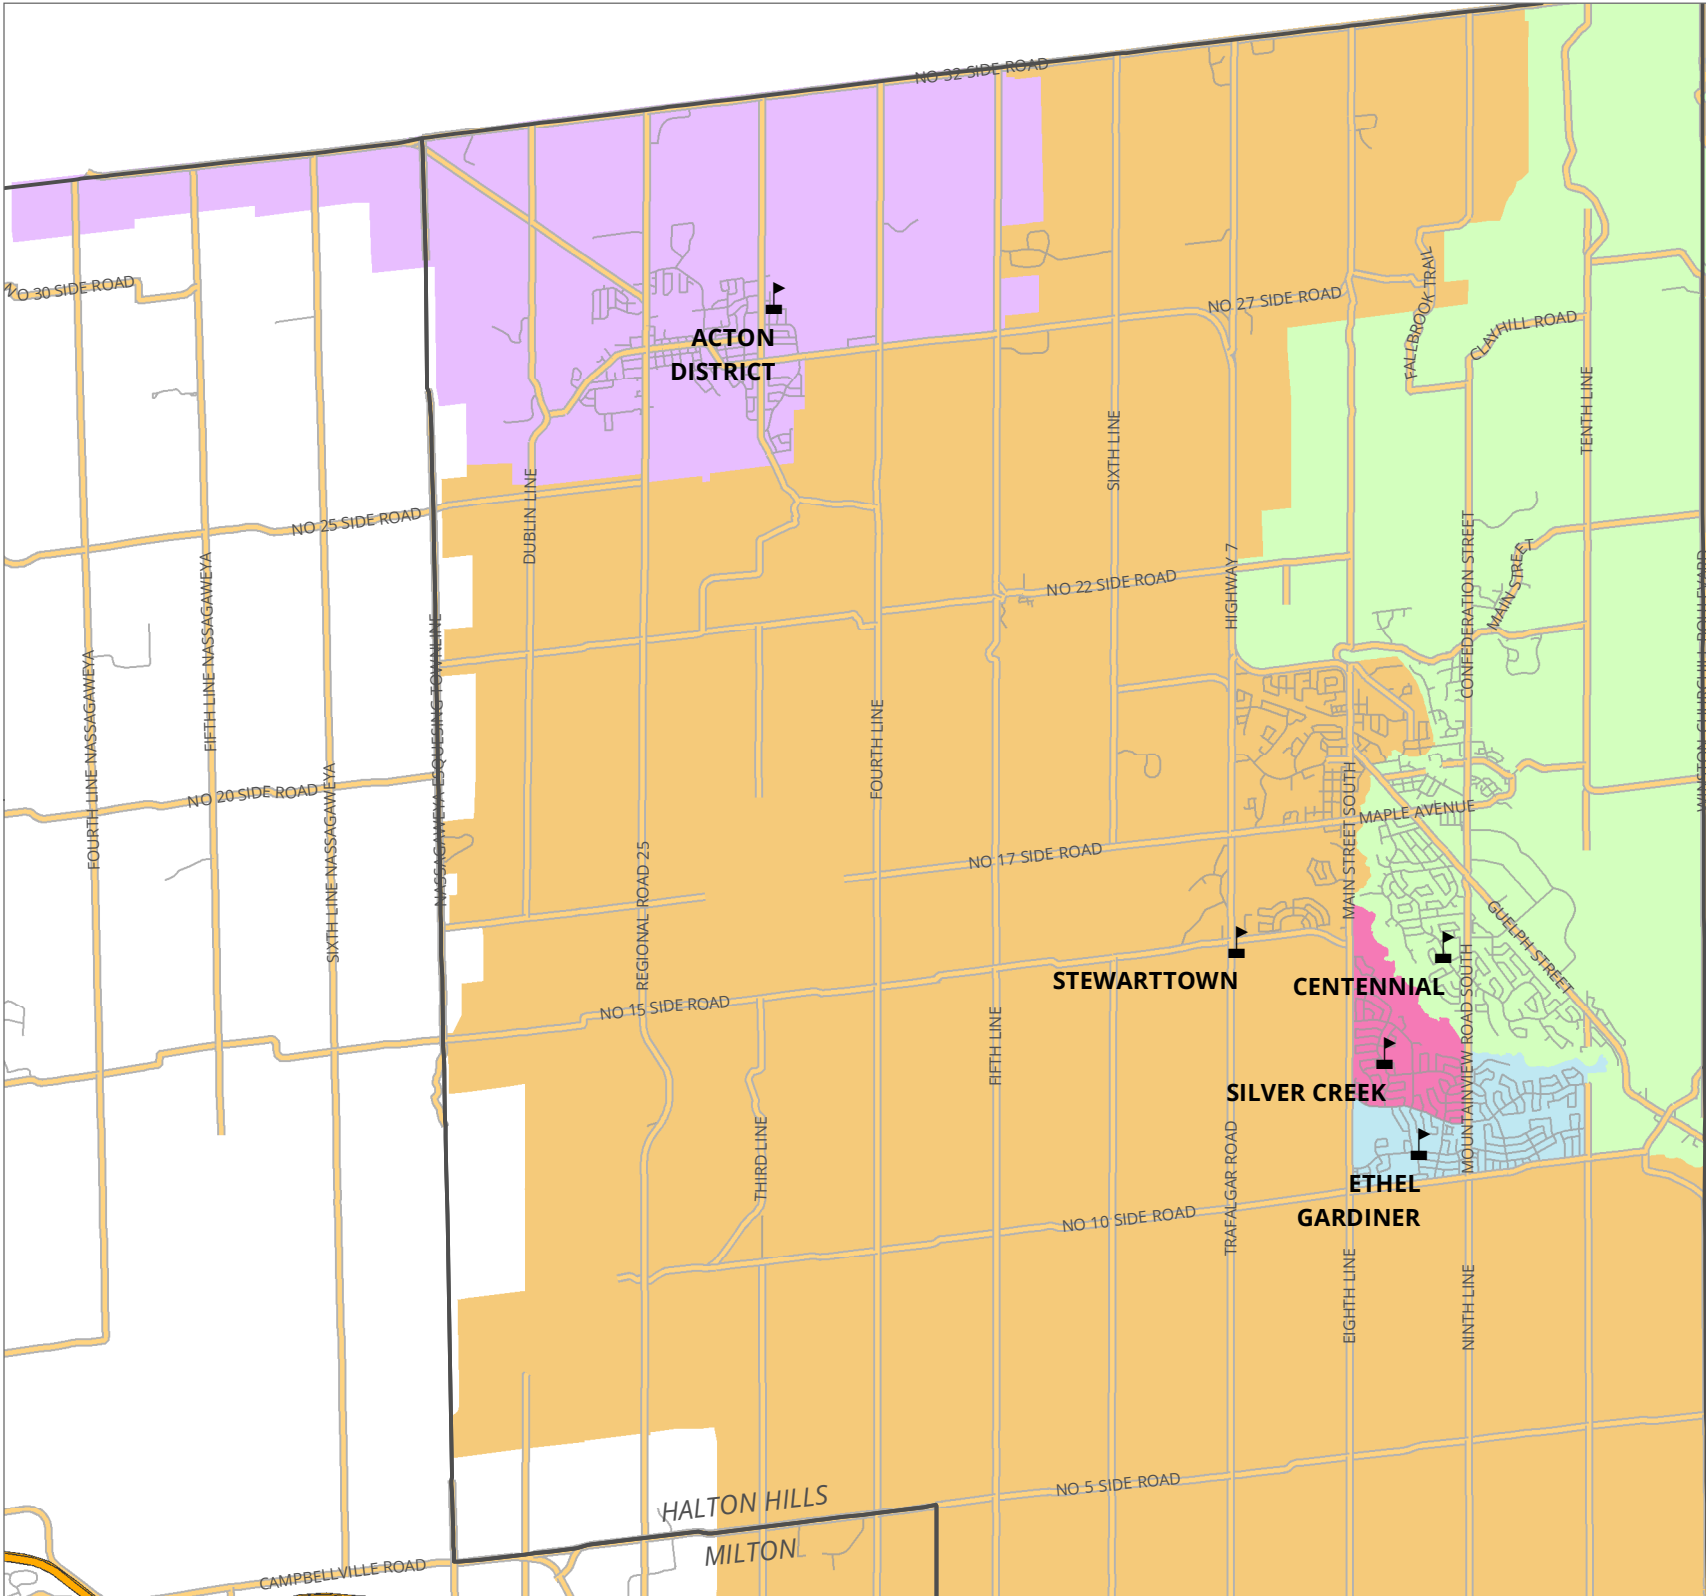 NO 32 SIDE ROAD
NO 30 SIDE ROAD
NO 27 SIDE ROAD
FALLBROOK TRAIL
CLAYHILL ROAD
ACTON
DISTRICT
TENTH LINE
SIXTH LINE
DUBLIN LINE
NO 25 SIDE ROAD
HIGHWAY 7
CONFEDERATION STREET
MAIN STREET
NO 22 SIDE ROAD
WINSTON CHURCHILL BOULEVARD
FOURTH LINE NASSAGAWEYA
FIFTH LINE NASSAGAWEYA
SIXTH LINE NASSAGAWEYA
NASSAGAWEYA-ESQUESING TOWNLINE
FOURTH LINE
NO 20 SIDE ROAD
MAIN STREET SOUTH
MAPLE AVENUE
NO 17 SIDE ROAD
REGIONAL ROAD 25
GUELPH STREET
STEWARTTOWN
CENTENNIAL
MOUNTAINVIEW ROAD SOUTH
NO 15 SIDE ROAD
FIFTH LINE
SILVER CREEK
THIRD LINE
TRAFALGAR ROAD
ETHEL
GARDINER
NO 10 SIDE ROAD
EIGHTH LINE
NINTH LINE
NO 5 SIDE ROAD
HALTON HILLS
MILTON
CAMPBELLVILLE ROAD